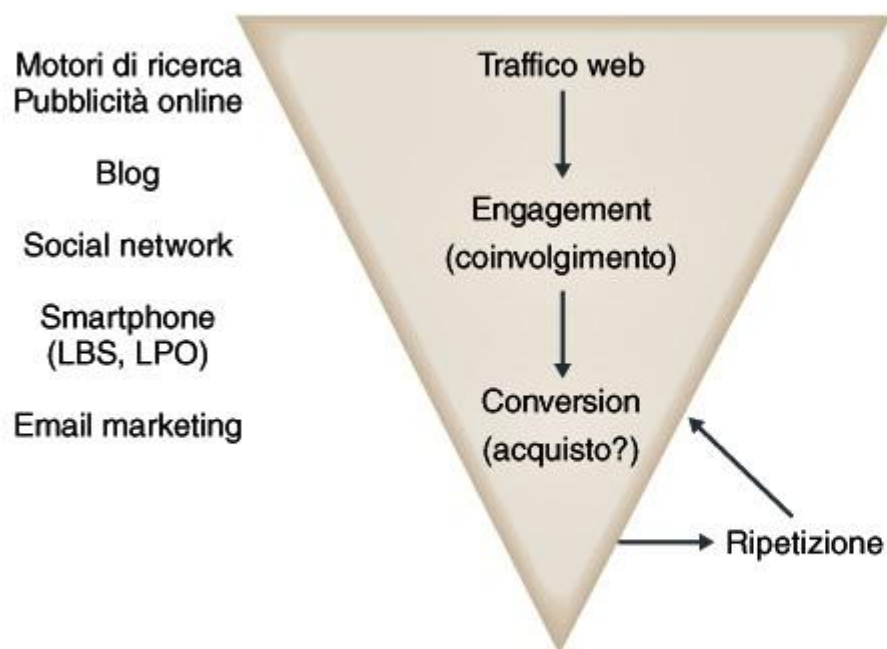 Motori di ricerca
Pubblicità online
Blog
Social network
Smartphone
(LBS, LPO)
Email marketing
Traffico web
Engagement
(coinvolgimento)
Conversion
(acquisto?)
Ripetizione